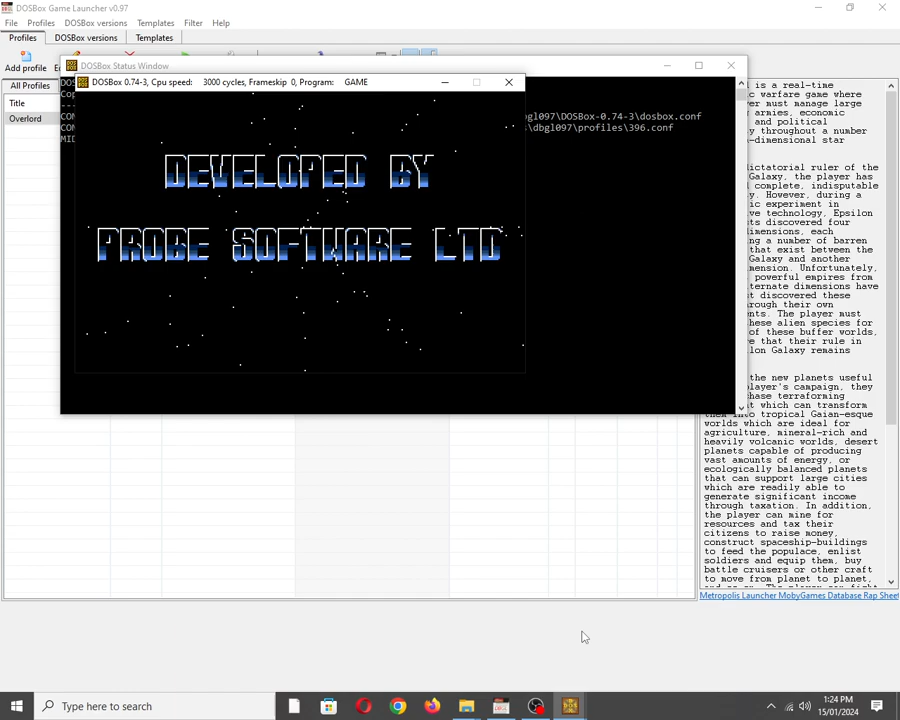 DOSBox Game Launcher v0.97
File Profiles DOSBox versions Templates Filter Help
Profiles DOSBox versions Templates
Add profile
All Profiles
Title
Overlord
DOSBox Status Window
DOSBox 0.74-3, Cpu speed: 3000 cycles, Frameskip 0, Program: GAME
DEVELOPED BY
PROBE SOFTWARE LTD
bgl097\DOSBox-0.74-3\dosbox.conf
s\dbgl097\profiles\396.conf
is a real-time
warfare game where
must manage large
armies, economic
and political
throughout a number
star
dictatorial ruler of the
Galaxy, the player has
complete, indisputable
However, during a
experiment in
technology, Epsilon
discovered four
dimensions, each
a number of barren
that exist between the
Galaxy and another
Unfortunately,
powerful empires from
dimensions have
discovered these
through their own
The player must
these alien species for
of these buffer worlds,
that their rule in
Galaxy remains
the new planets useful
player's campaign, they
terraforming
which can transform
them into tropical Gaian-esque
worlds which are ideal for
agriculture, mineral-rich and
heavily volcanic worlds, desert
planets capable of producing
vast amounts of energy, or
ecologically balanced planets
that can support large cities
which are readily able to
generate significant income
through taxation. In addition,
the player can mine for
resources and tax their
citizens to raise money,
construct spaceship-buildings
to feed the populace, enlist
soldiers and equip them, buy
battle cruisers or other craft
to move from planet to planet,
Metropolis Launcher MobyGames Database Rap Sheet
Type here to search
1:24 PM
15/01/2024